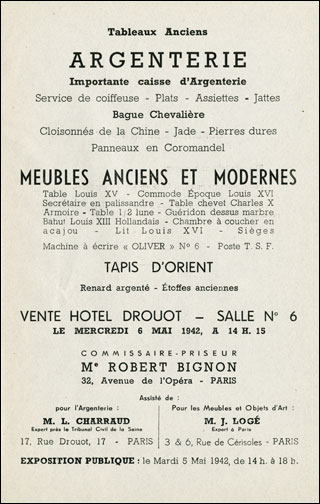 Tableaux Anciens
ARGENTERIE
Importante caisse d'Argenterie
Service de coiffeuse - Plats - Assiettes - Jattes
Bague Chevalière
Cloisonnés de la Chine - Jade - Pierres dures
Panneaux en Coromandel
MEUBLES ANCIENS ET MODERNES
Table Louis XV - Commode Époque Louis XVI
Secrétaire en palissandre - Table chevet Charles X
Armoire - Table 1/2 lune - Guéridon dessus marbre
Bahut Louis XIII Hollandais - Chambre à coucher en
acajou - Lit Louis XVI - Sièges
Machine à écrire « OLIVER » No 6 - Poste T. S. F.
TAPIS D'ORIENT
Renard argenté - Étoffes anciennes
VENTE HOTEL DROUOT — SALLE No 6
LE MERCREDI 6 MAI 1942, A 14 H. 15
COMMISSAIRE-PRISEUR
Me ROBERT BIGNON
32, Avenue de l'Opéra - PARIS
Assisté de :
pour l'Argenterie :
M. L. CHARRAUD
Expert près le Tribunal Civil de la Seine
17, Rue Drouot, 17 - PARIS
Pour les Meubles et Objets d'Art :
M. J. LOGÉ
Expert à Paris
3 & 6, Rue de Cérisoles - PARIS
EXPOSITION PUBLIQUE : le Mardi 5 Mai 1942, de 14 h. à 18 h.